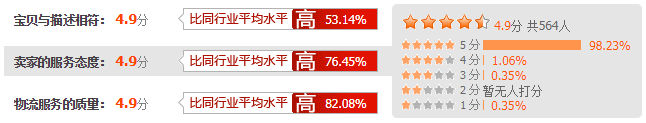 宝贝与描述相符： 4.9分 比同行业平均水平 高 53.14%
卖家的服务态度： 4.9分 比同行业平均水平 高 76.45%
物流服务的质量： 4.9分 比同行业平均水平 高 82.08%
4.9分 共564人
5 分 98.23%
4 分 1.06%
3 分 0.35%
2 分 暂无人打分
1 分 0.35%